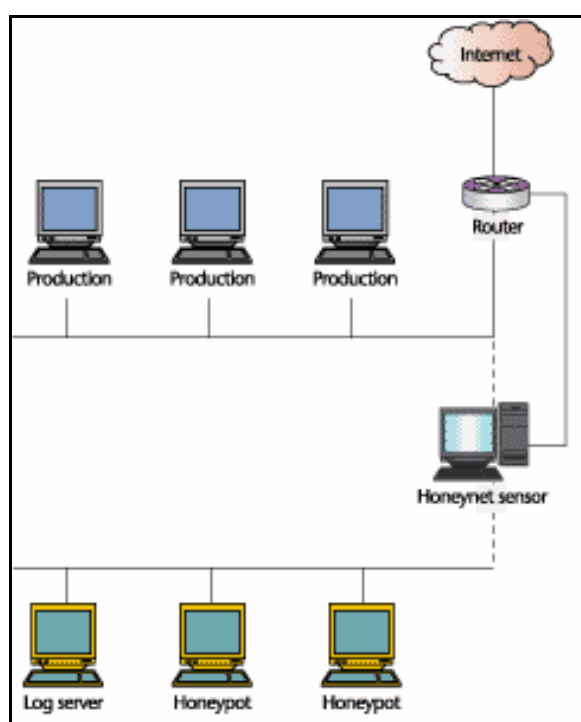 Internet
Router
Production Production Production
Honeynet sensor
Log server Honeypot Honeypot